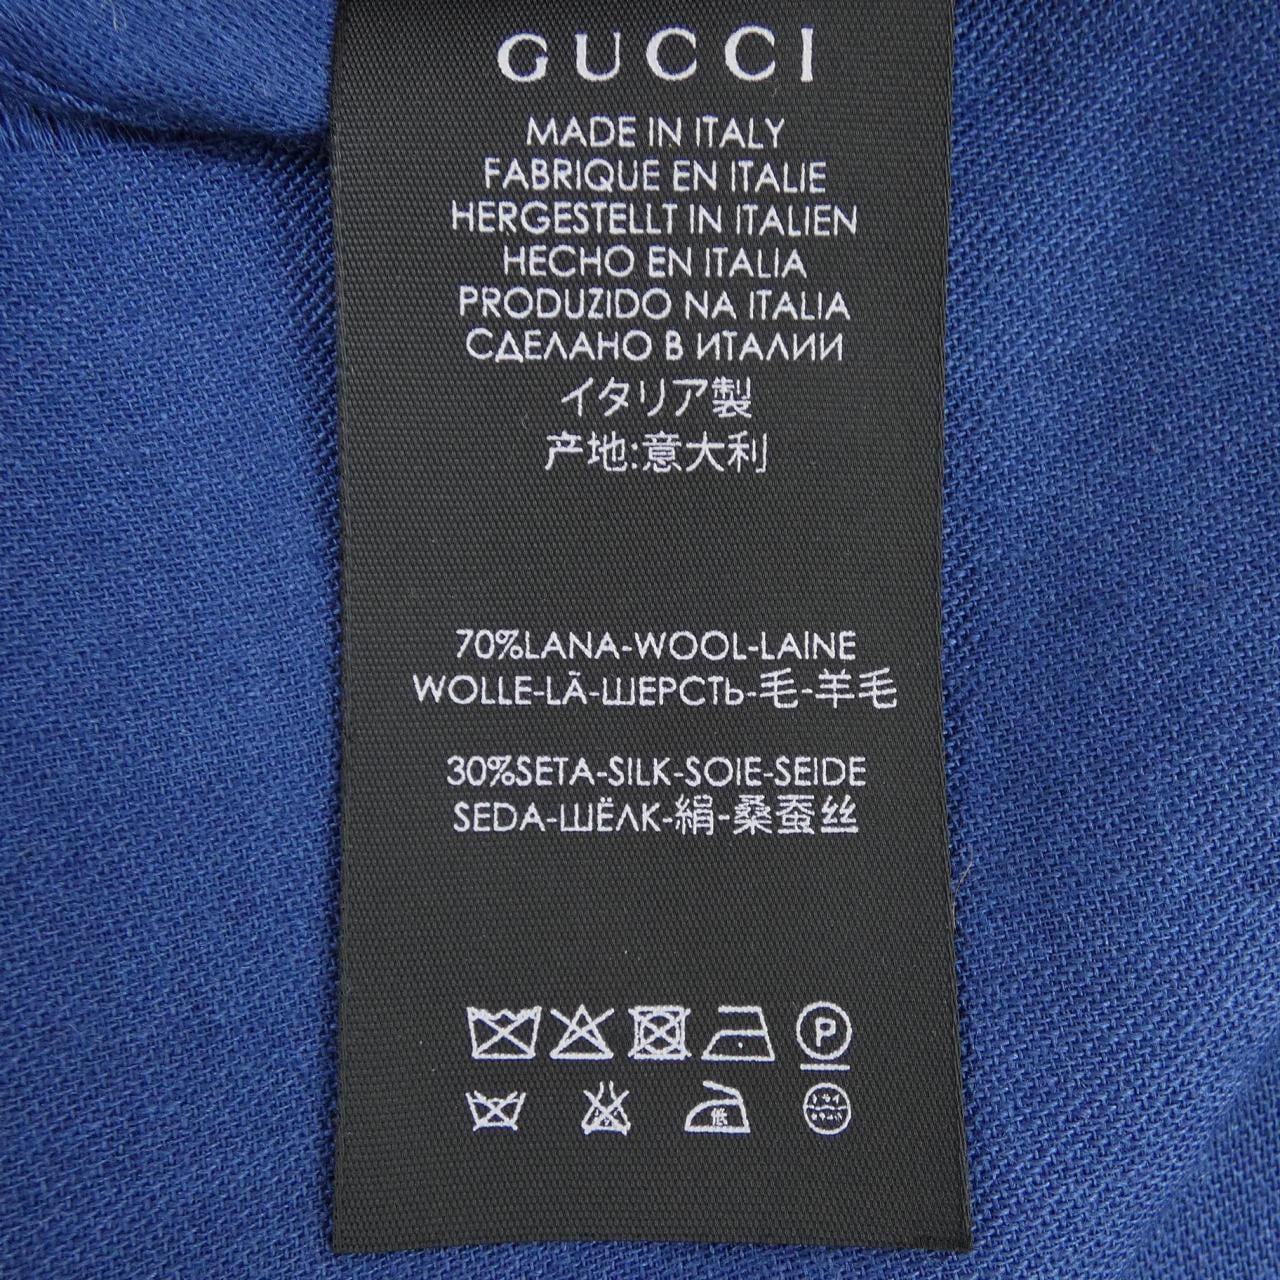 GUCCI
MADE IN ITALY
FABRIQUE EN ITALIE
HERGESTELLT IN ITALIEN
HECHO EN ITALIA
PRODUZIDO NA ITALIA
СДЕЛАНО В ИТАЛИИ
イタリア製
产地:意大利
70%LANA-WOOL-LAINE
WOLLE-LÃ-ШЕРСТЬ-毛-羊毛
30%SETA-SILK-SOIE-SEIDE
SEDA-ШЁЛК-絹-桑蚕丝
P
低